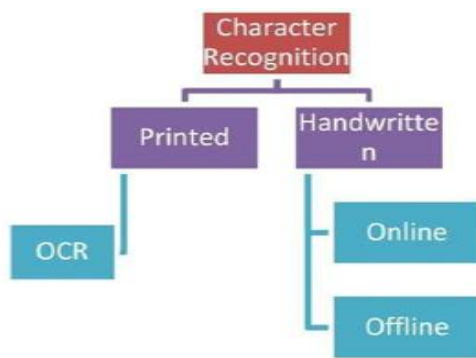 Character
Recognition
Printed
Handwritte
n
OCR
Online
Offline